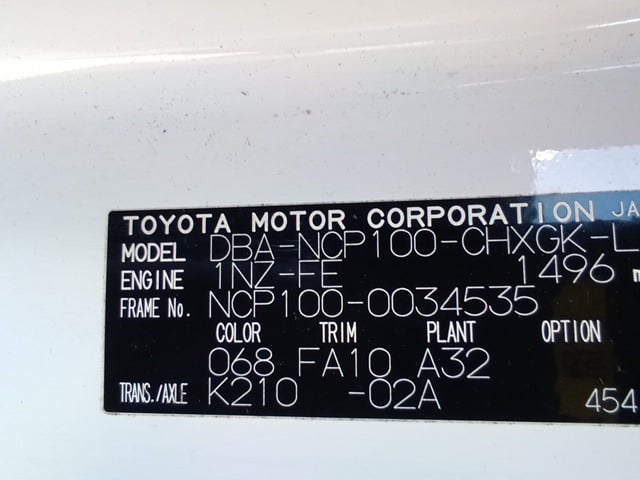 TOYOTA MOTOR CORPORATION JA
MODEL DBA-NCP100-CHXGK-L
ENGINE 1NZ-FE 1496
FRAME No. NCP100-0034535
COLOR TRIM PLANT OPTION
068 FA10 A32
TRANS./AXLE K210 -02A 454